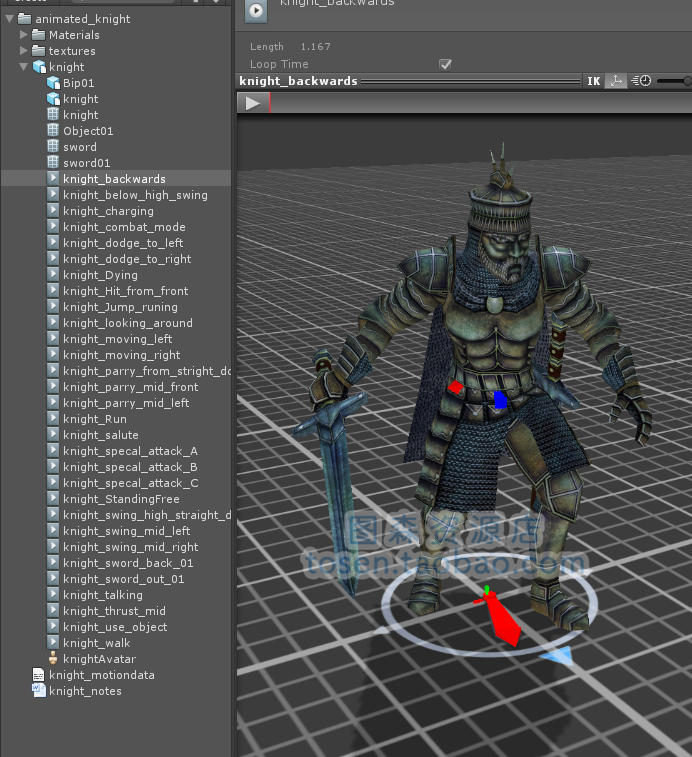 animated_knight
Materials
textures
knight
Bip01
knight
knight
Object01
sword
sword01
knight_backwards
knight_below_high_swing
knight_charging
knight_combat_mode
knight_dodge_to_left
knight_dodge_to_right
knight_Dying
knight_Hit_from_front
knight_Jump_runing
knight_looking_around
knight_moving_left
knight_moving_right
knight_parry_from_stright_do
knight_parry_mid_front
knight_parry_mid_left
knight_Run
knight_salute
knight_specal_attack_A
knight_specal_attack_B
knight_specal_attack_C
knight_StandingFree
knight_swing_high_straight_d
knight_swing_mid_left
knight_swing_mid_right
knight_sword_back_01
knight_sword_out_01
knight_talking
knight_thrust_mid
knight_use_object
knight_walk
knightAvatar
knight_motiondata
knight_notes
knight_backwards
Length 1.167
Loop Time
knight_backwards IK
图森资源店
tosen.taobao.com